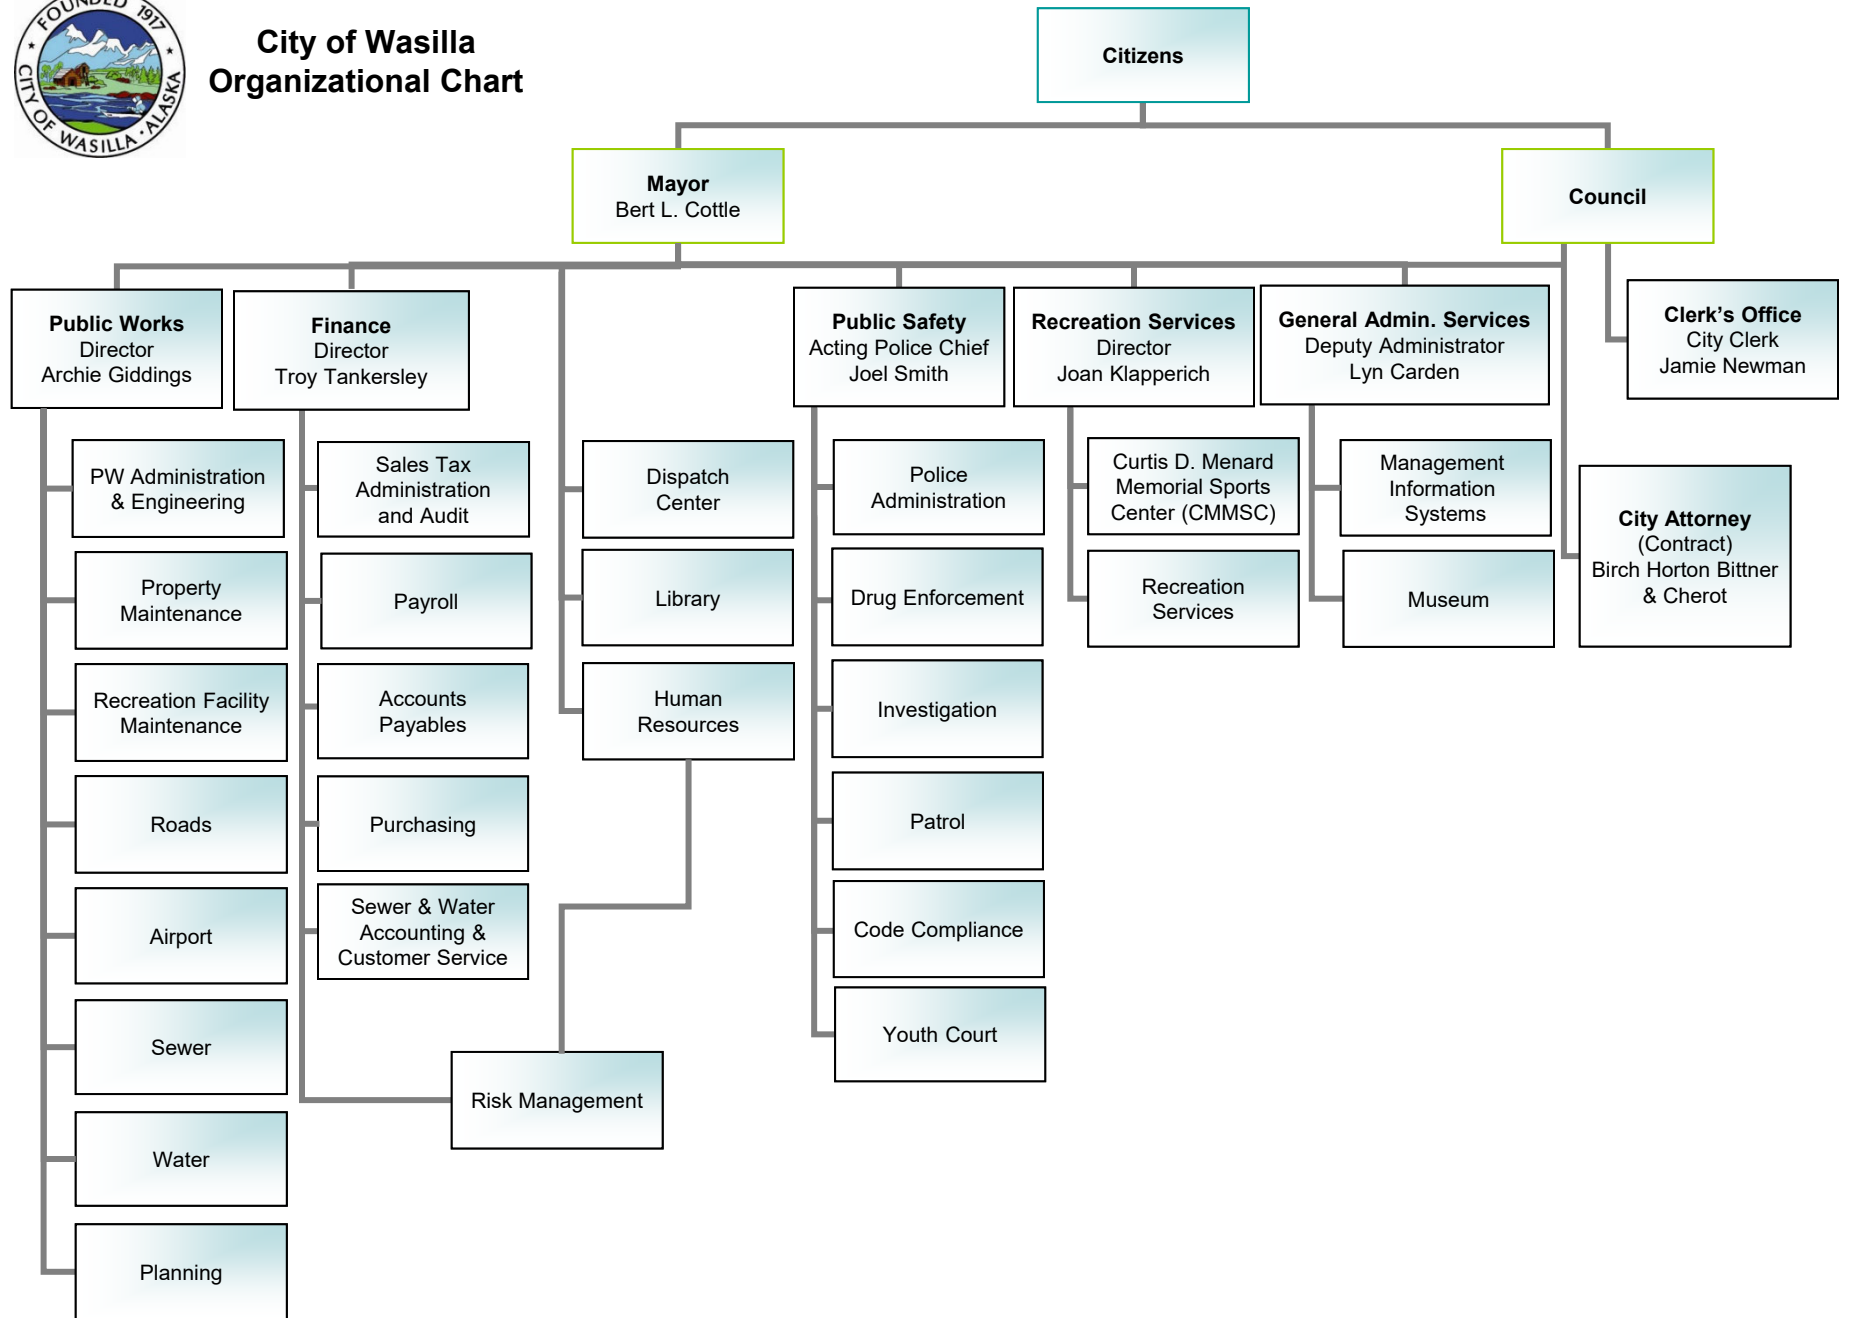 FOUNDED 1917
CITY OF WASILLA · ALASKA
City of Wasilla
Organizational Chart
Citizens
Mayor
Bert L. Cottle
Council
Public Works
Director
Archie Giddings
Finance
Director
Troy Tankersley
Public Safety
Acting Police Chief
Joel Smith
Recreation Services
Director
Joan Klapperich
General Admin. Services
Deputy Administrator
Lyn Carden
Clerk's Office
City Clerk
Jamie Newman
PW Administration
& Engineering
Property
Maintenance
Recreation Facility
Maintenance
Roads
Airport
Sewer
Water
Planning
Sales Tax
Administration
and Audit
Payroll
Accounts
Payables
Purchasing
Sewer & Water
Accounting &
Customer Service
Risk Management
Dispatch
Center
Library
Human
Resources
Police
Administration
Drug Enforcement
Investigation
Patrol
Code Compliance
Youth Court
Curtis D. Menard
Memorial Sports
Center (CMMSC)
Recreation
Services
Management
Information
Systems
Museum
City Attorney
(Contract)
Birch Horton Bittner
& Cherot